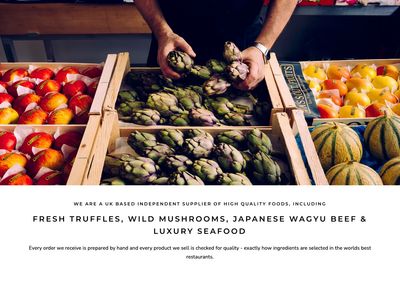 WE ARE A UK BASED INDEPENDENT SUPPLIER OF HIGH QUALITY FOODS, INCLUDING
FRESH TRUFFLES, WILD MUSHROOMS, JAPANESE WAGYU BEEF &
LUXURY SEAFOOD
Every order we receive is prepared by hand and every product we sell is checked for quality - exactly how ingredients are selected in the worlds best
restaurants.